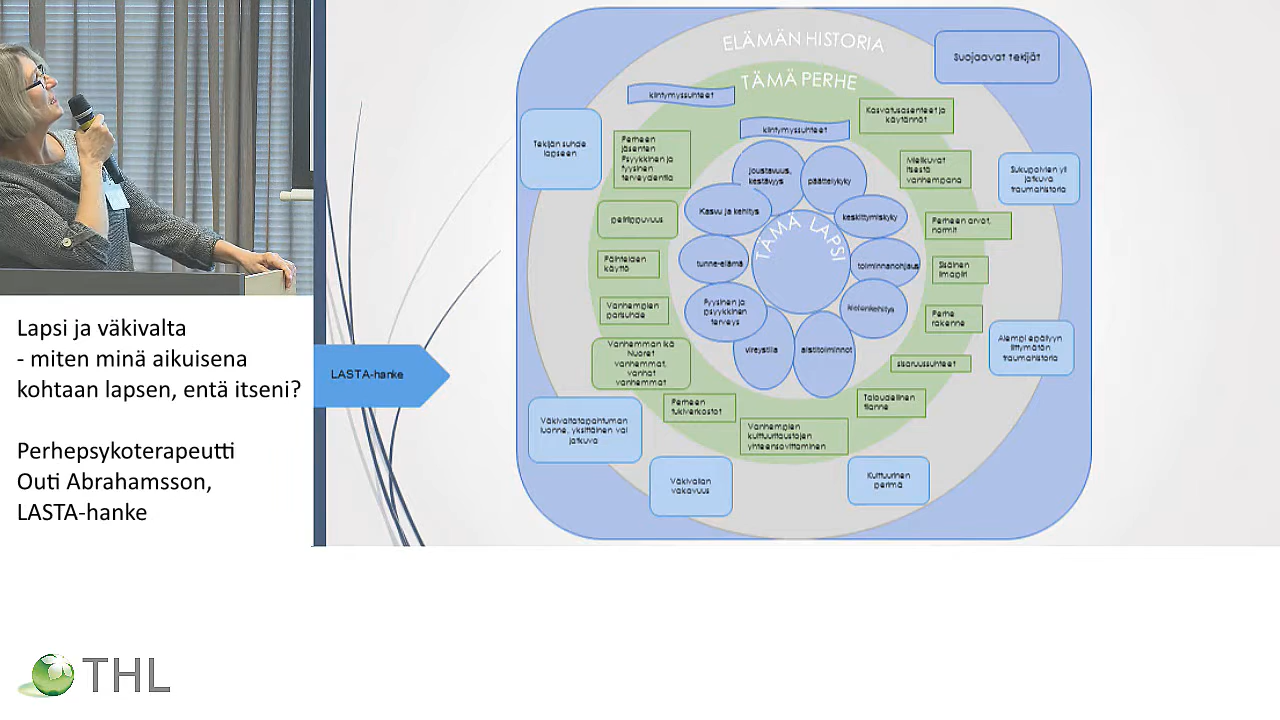 Lapsi ja väkivalta
- miten minä aikuisena
kohtaan lapsen, entä itseni?
Perhepsykoterapeutti
Outi Abrahamsson,
LASTA-hanke
THL
LASTA-hanke
ELÄMÄN HISTORIA
TÄMÄ PERHE
TÄMÄ LAPSI
Suojaavat tekijät
kiintymyssuhteet
kiintymyssuhteet
Kasvatusasenteet ja
käytännöt
Tekijän suhde
lapseen
Perheen
jäsenten
Psyykkinen ja
fyysinen
terveydentila
joustavuus,
kestävyys
päättelykyky
Mielikuvat
itsestä
vanhempana
Sukupolvien yli
jatkuva
traumahistoria
peliriippuvuus
Kasvu ja kehitys
keskittymiskyky
Perheen arvot,
normit
Päihteiden
käyttö
tunne-elämä
toiminnanohjaus
Sisäinen
ilmapiiri
Vanhempien
parisuhde
Fyysinen ja
psyykkinen
terveys
kielenkehitys
Perhe
rakenne
Vanhemman ikä
Nuoret
vanhemmat,
vanhat
vanhemmat
vireystila
aistitoiminnot
sisaruussuhteet
Aiempi epäilyyn
liittymätön
traumahistoria
Perheen
tukiverkostot
Taloudellinen
tilanne
Väkivaltatapahtuman
luonne, yksittäinen vai
jatkuva
Vanhempien
kulttuuritaustojen
yhteensovittaminen
Väkivallan
vakavuus
Kulttuurinen
perimä